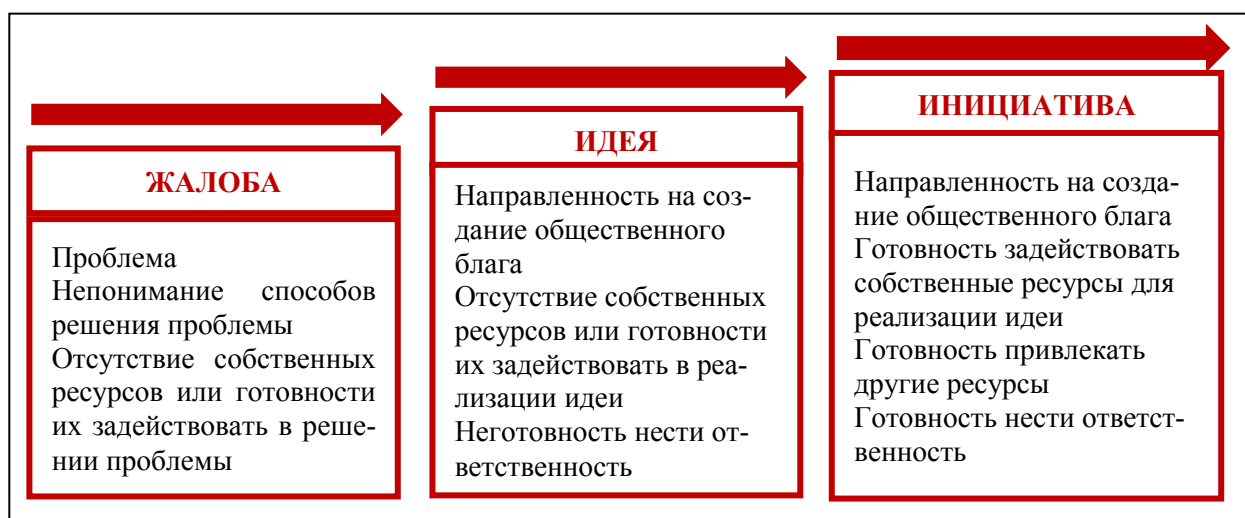 ЖАЛОБА
Проблема
Непонимание способов
решения проблемы
Отсутствие собственных
ресурсов или готовности
их задействовать в реше-
нии проблемы
ИДЕЯ
Направленность на соз-
дание общественного
блага
Отсутствие собственных
ресурсов или готовности
их задействовать в реа-
лизации идеи
Неготовность нести от-
ветственность
ИНИЦИАТИВА
Направленность на созда-
ние общественного блага
Готовность задействовать
собственные ресурсы для
реализации идеи
Готовность привлекать
другие ресурсы
Готовность нести ответст-
венность